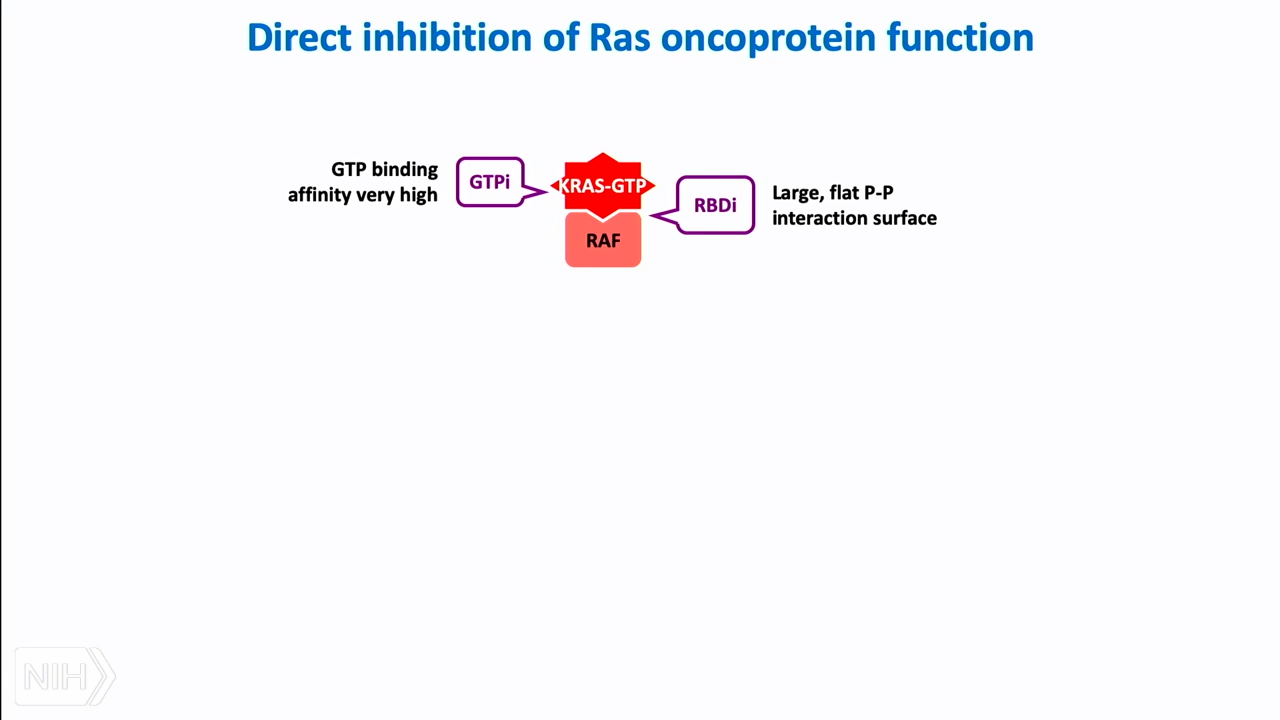 Direct inhibition of Ras oncoprotein function
GTP binding
affinity very high
GTPi
KRAS-GTP
RAF
RBDi
Large, flat P-P
interaction surface
NIH